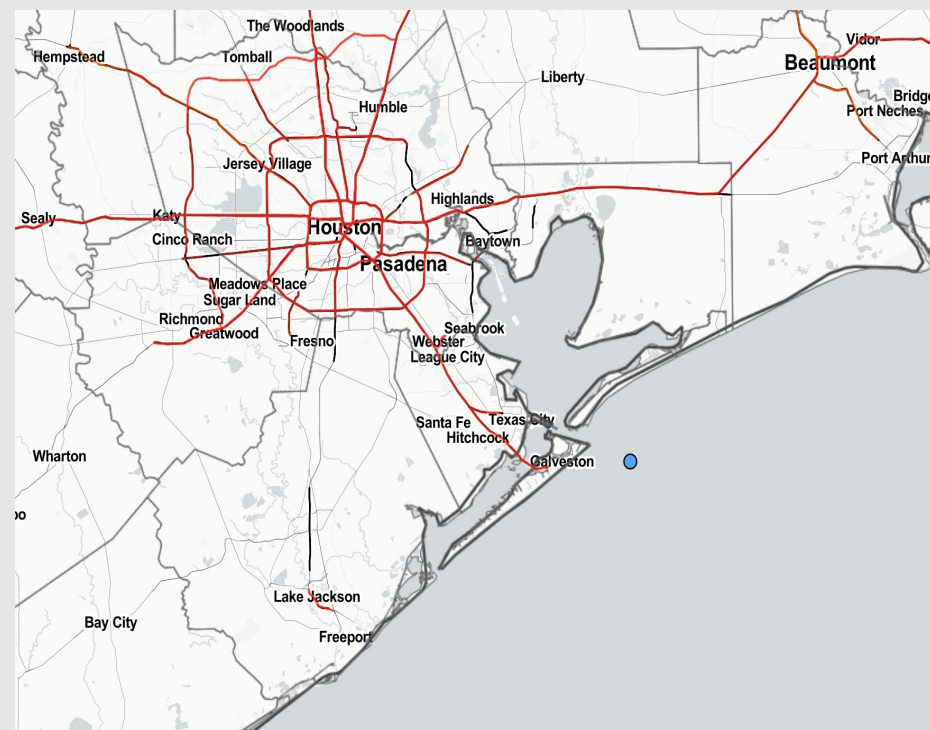 The Woodlands
Vidor
Hempstead
Tomball
Beaumont
Liberty
Humble
Bridge
Port Neches
Port Arthur
Jersey Village
Highlands
Katy
Sealy
Houston
Cinco Ranch
Baytown
Pasadena
Meadows Place
Sugar Land
Richmond
Greatwood
Fresno
Seabrook
Webster
League City
Texas City
Santa Fe
Hitchcock
Wharton
Galveston
po
Lake Jackson
Bay City
Freeport